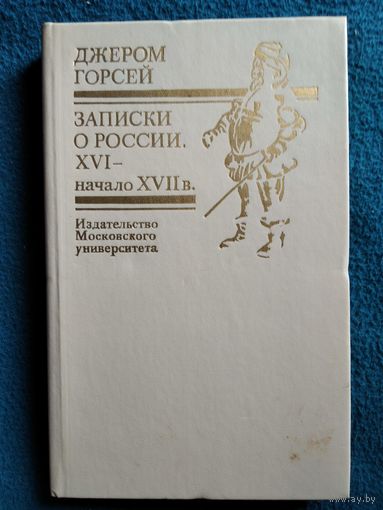 ДЖЕРОМ
ГОРСЕЙ
ЗАПИСКИ
О РОССИИ.
XVI –
начало XVII в.
Издательство
Московского
университета
www.ay.by